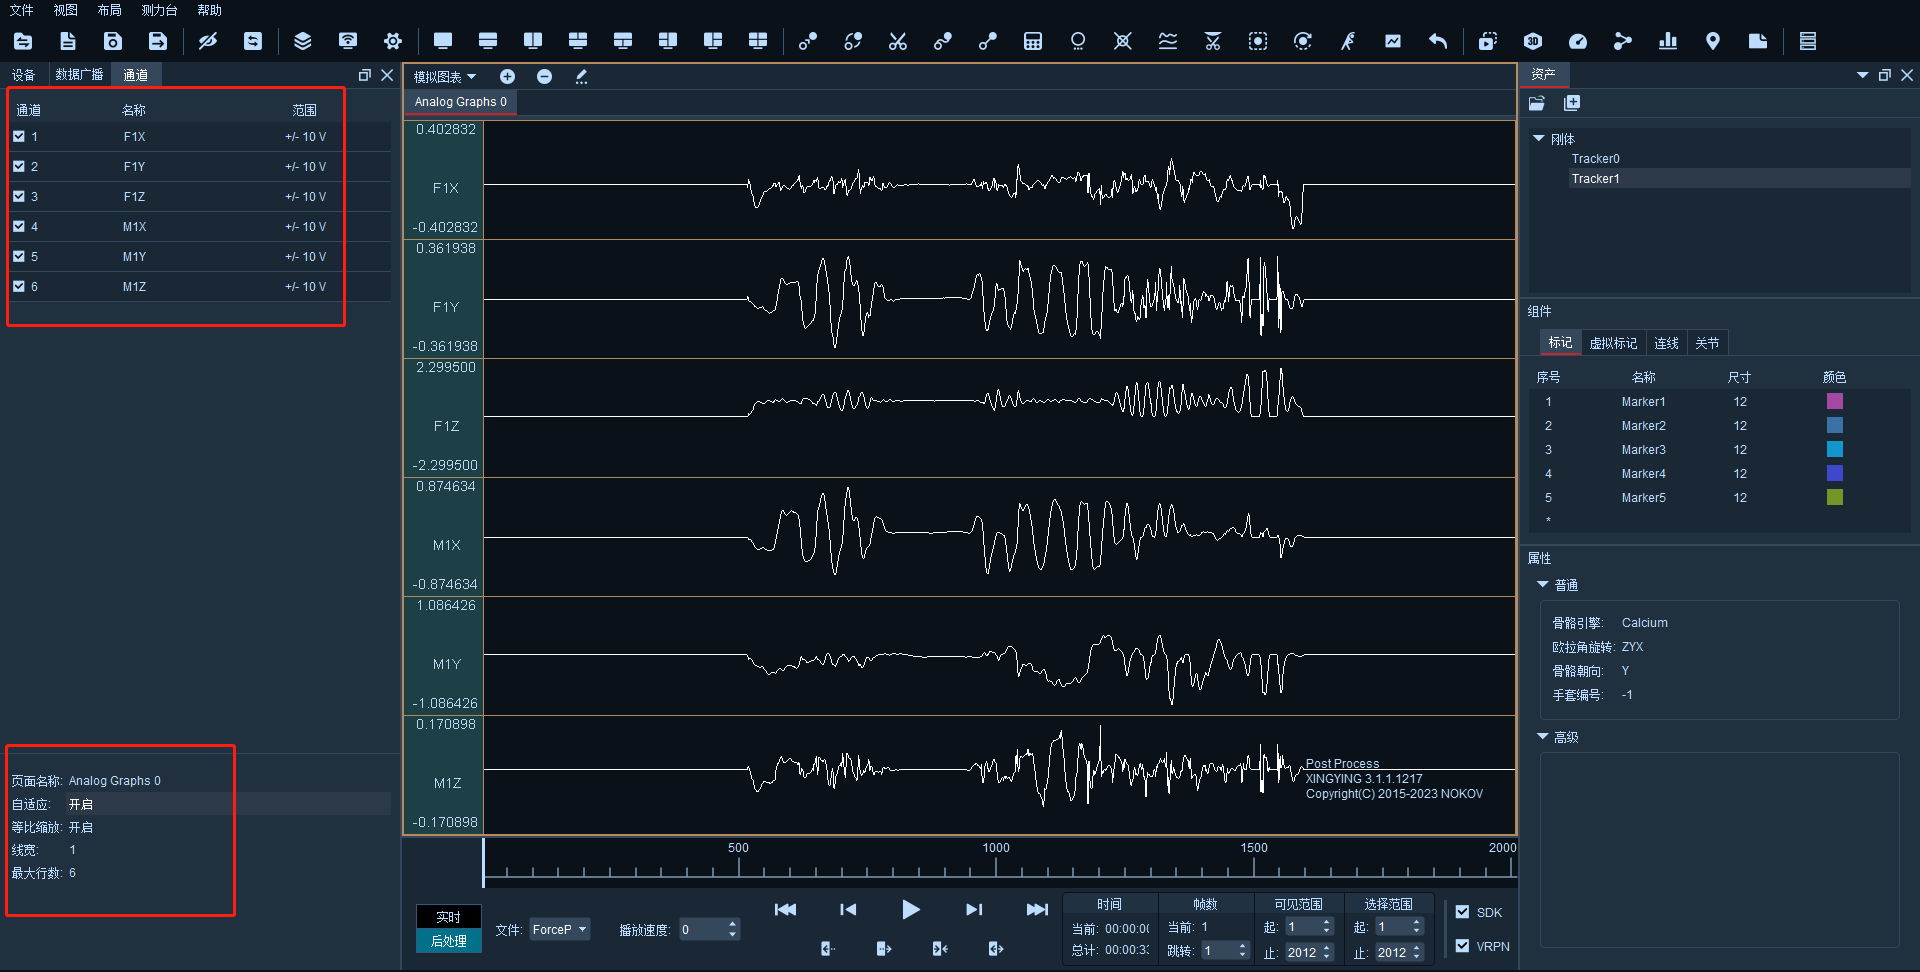 文件 视图 布局 测力台 帮助
设备 数据广播 通道
通道 名称 范围
1 F1X +/- 10 V
2 F1Y +/- 10 V
3 F1Z +/- 10 V
4 M1X +/- 10 V
5 M1Y +/- 10 V
6 M1Z +/- 10 V
页面名称: Analog Graphs 0
自适应: 开启
等比缩放: 开启
线宽: 1
最大行数: 6
模拟图表
Analog Graphs 0
0.402832
F1X
-0.402832
0.361938
F1Y
-0.361938
2.299500
F1Z
-2.299500
0.874634
M1X
-0.874634
1.086426
M1Y
-1.086426
0.170898
M1Z
-0.170898
Post Process
XINGYING 3.1.1.1217
Copyright(C) 2015-2023 NOKOV
500 1000 1500 2000
实时
后处理
文件: ForceP
播放速度: 0
时间 帧数 可见范围 选择范围
当前: 00:00:00 当前: 1 起: 1 起: 1
总计: 00:00:3 跳转: 1 止: 2012 止: 2012
SDK
VRPN
资产
3D
刚体
Tracker0
Tracker1
组件
标记 虚拟标记 连线 关节
序号 名称 尺寸 颜色
1 Marker1 12
2 Marker2 12
3 Marker3 12
4 Marker4 12
5 Marker5 12
*
属性
普通
骨骼引擎: Calcium
欧拉角旋转: ZYX
骨骼朝向: Y
手套编号: -1
高级